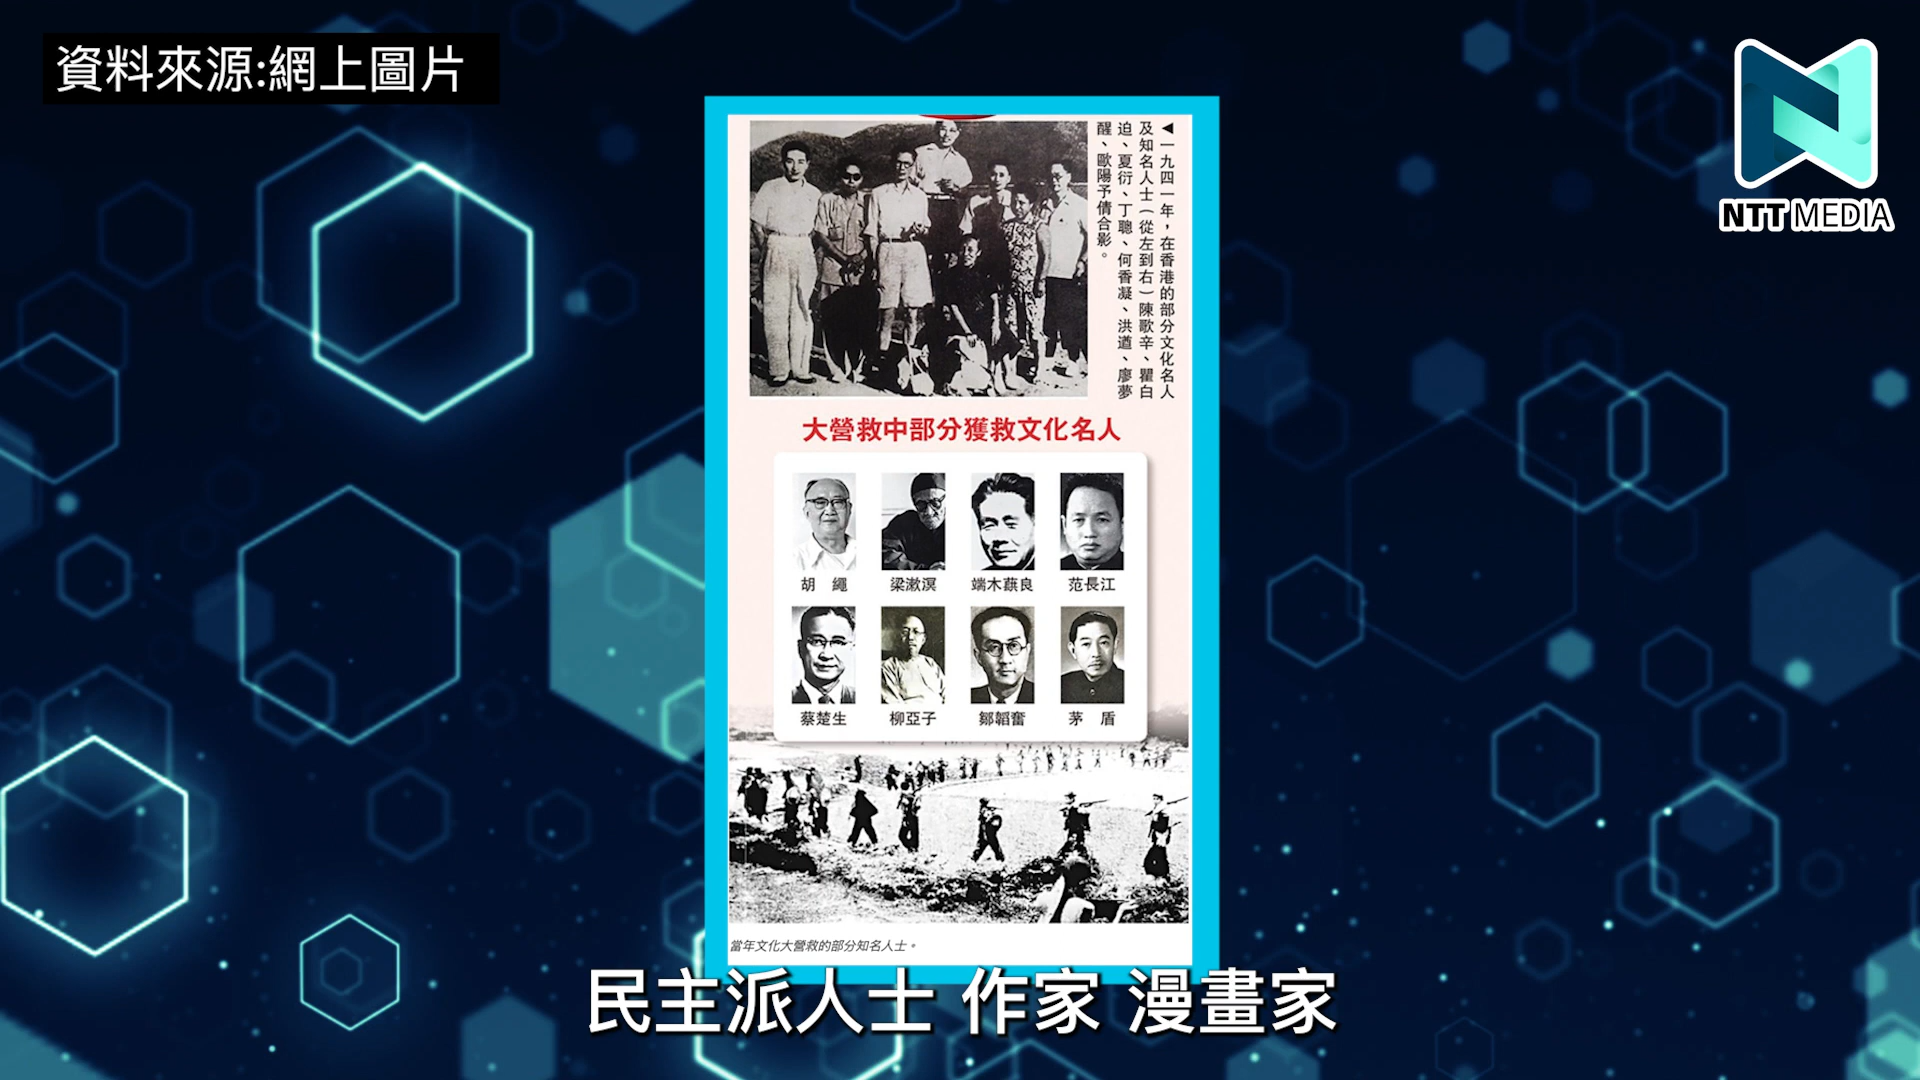 資料來源:網上圖片
NTT MEDIA
◀一九四一年，在香港的部分文化名人
及知名人士（從左到右）陳歌辛、瞿白
迫、夏衍、丁聰、何香凝、洪遒、廖夢
醒、歐陽予倩合影。
大營救中部分獲救文化名人
胡 繩
梁漱溟
端木蕻良
范長江
蔡楚生
柳亞子
鄒韜奮
茅 盾
當年文化大營救的部分知名人士。
民主派人士 作家 漫畫家